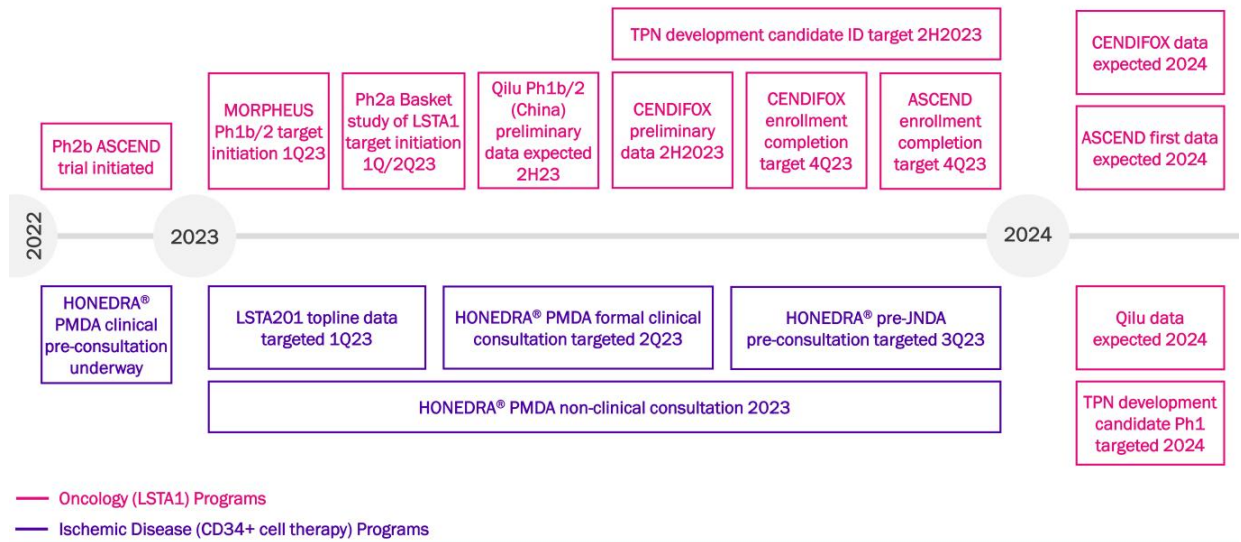 TPN development candidate ID target 2H2023
CENDIFOX data
expected 2024
MORPHEUS
Ph1b/2 target
initiation 1Q23
Ph2a Basket
study of LSTA1
target initiation
1Q/2Q23
Qilu Ph1b/2
(China)
preliminary
data expected
2H23
CENDIFOX
preliminary
data 2H2023
CENDIFOX
enrollment
completion
target 4Q23
ASCEND
enrollment
completion
target 4Q23
Ph2b ASCEND
trial initiated
ASCEND first data
expected 2024
2022
2023
2024
HONEDRA®
PMDA clinical
pre-consultation
underway
LSTA201 topline data
targeted 1Q23
HONEDRA® PMDA formal clinical
consultation targeted 2Q23
HONEDRA® pre-JNDA
pre-consultation targeted 3Q23
Qilu data
expected 2024
HONEDRA® PMDA non-clinical consultation 2023
TPN development
candidate Ph1
targeted 2024
Oncology (LSTA1) Programs
Ischemic Disease (CD34+ cell therapy) Programs